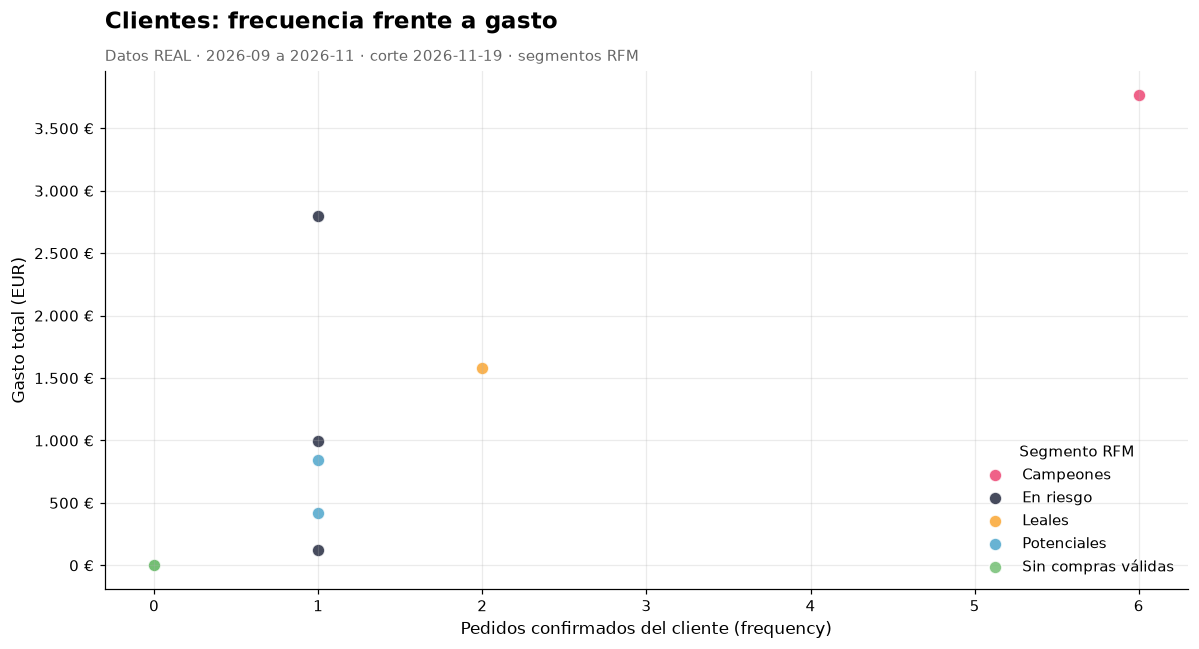 Clientes: frecuencia frente a gasto
Datos REAL · 2026-09 a 2026-11 · corte 2026-11-19 · segmentos RFM
Gasto total (EUR)
3.500 €
3.000 €
2.500 €
2.000 €
1.500 €
1.000 €
500 €
0 €
Segmento RFM
Campeones
En riesgo
Leales
Potenciales
Sin compras válidas
0 1 2 3 4 5 6
Pedidos confirmados del cliente (frequency)